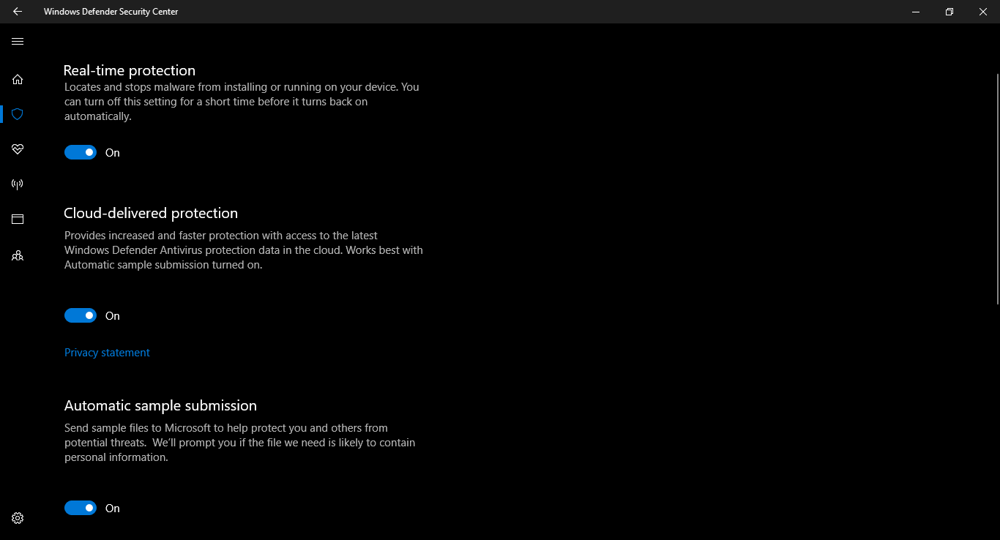 Windows Defender Security Center
Real-time protection
Locates and stops malware from installing or running on your device. You
can turn off this setting for a short time before it turns back on
automatically.
On
Cloud-delivered protection
Provides increased and faster protection with access to the latest
Windows Defender Antivirus protection data in the cloud. Works best with
Automatic sample submission turned on.
On
Privacy statement
Automatic sample submission
Send sample files to Microsoft to help protect you and others from
potential threats.  We'll prompt you if the file we need is likely to contain
personal information.
On